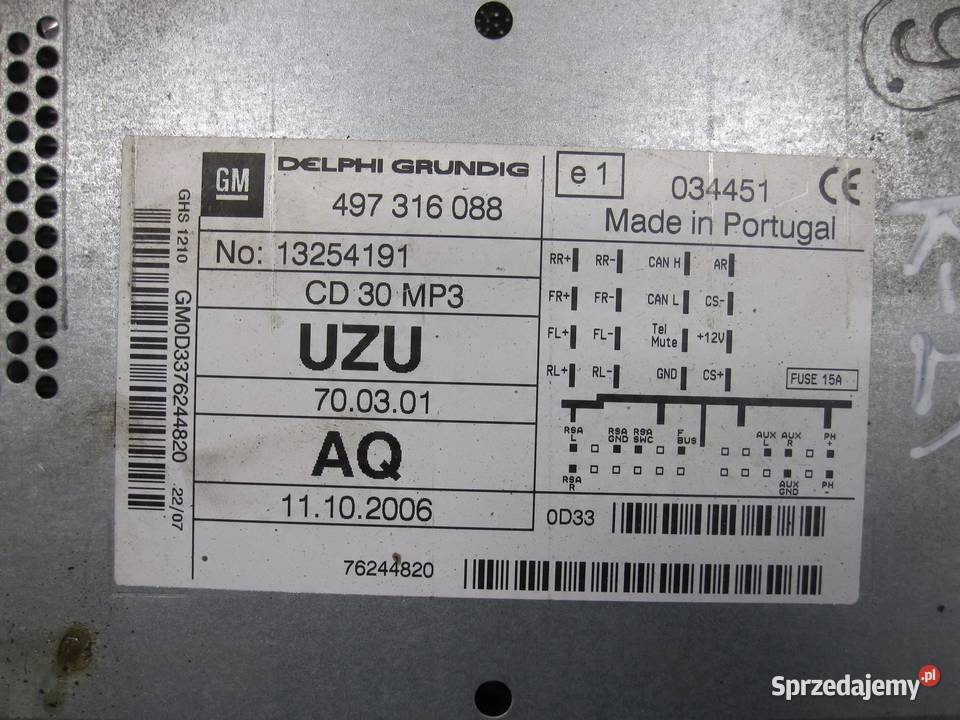 GM DELPHI GRUNDIG
497 316 088
No: 13254191
CD 30 MP3
UZU
70.03.01
AQ
11.10.2006
76244820
GHS 1210
GM0D3376244820 22/07
e 1
034451 CE
Made in Portugal
RR+ RR- CAN H AR
FR+ FR- CAN L CS-
FL+ FL- Tel Mute +12V
RL+ RL- GND CS+
FUSE 15A
RSA L RSA GND RSA SWC F BUS AUX L AUX R PH +
RSA R AUX GND PH -
0D33
Sprzedajemy.pl